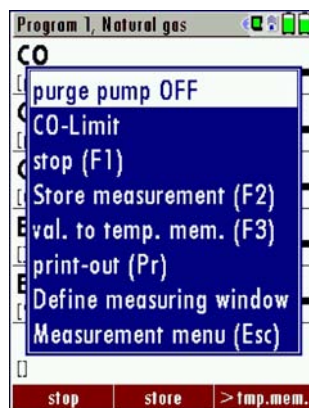 Program 1, Natural gas
CO
purge pump OFF
CO-Limit
stop (F1)
Store measurement (F2)
val. to temp. mem. (F3)
print-out (Pr)
Define measuring window
Measurement menu (Esc)
stop store >tmp.mem.